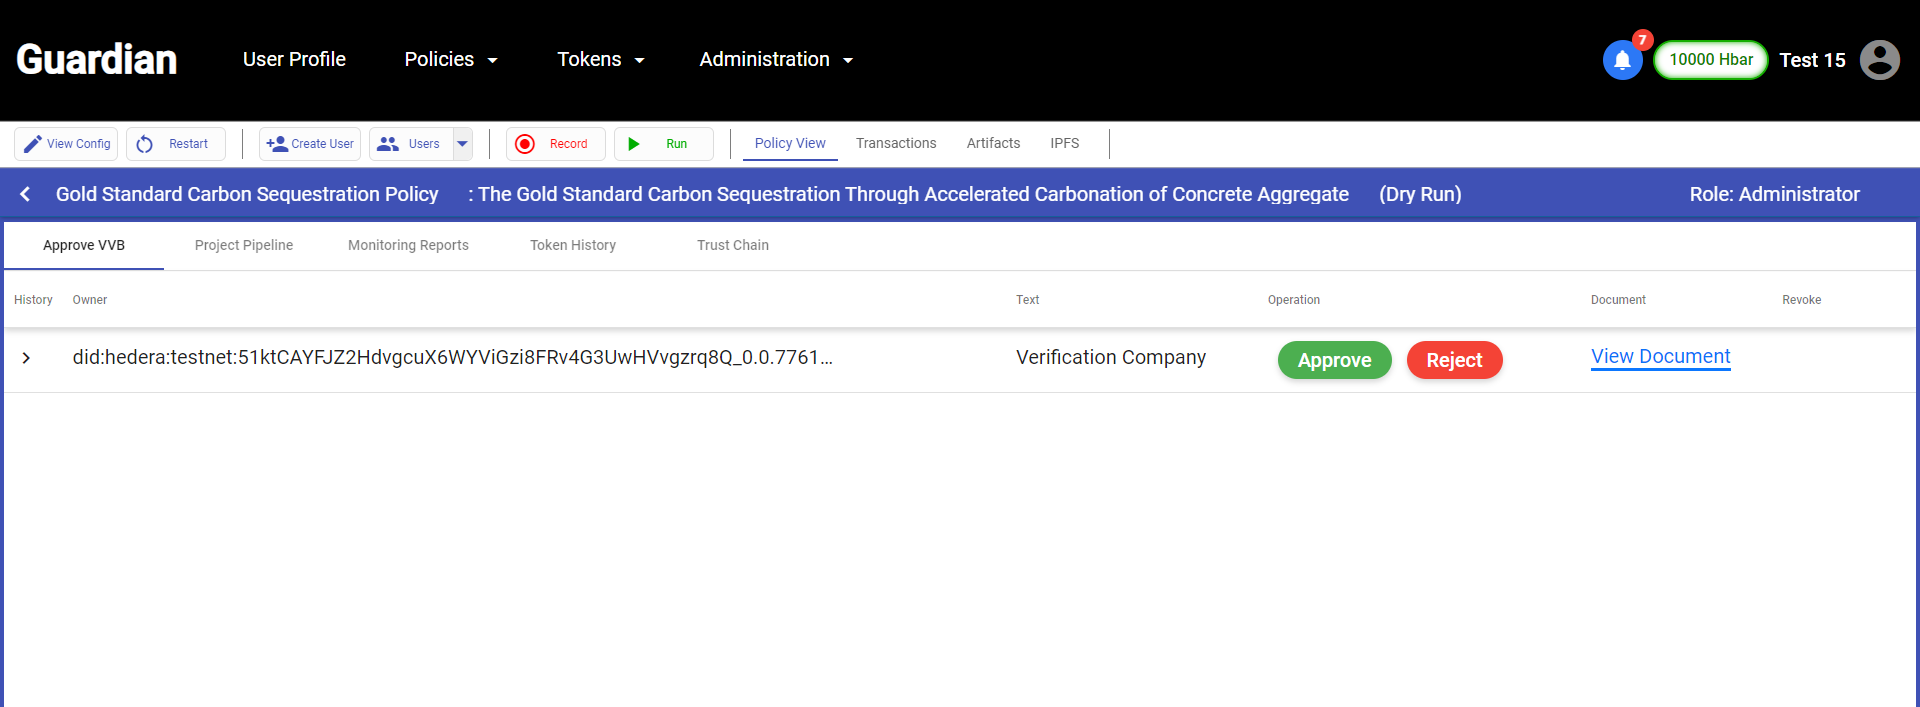 Guardian User Profile Policies Tokens Administration 7 10000 Hbar Test 15
View Config Restart Create User Users Record Run Policy View Transactions Artifacts IPFS
Gold Standard Carbon Sequestration Policy : The Gold Standard Carbon Sequestration Through Accelerated Carbonation of Concrete Aggregate (Dry Run) Role: Administrator
Approve VVB Project Pipeline Monitoring Reports Token History Trust Chain
History Owner Text Operation Document Revoke
did:hedera:testnet:51ktCAYFJZ2HdvgcuX6WYViGzi8FRv4G3UwHVvgzrq8Q_0.0.7761... Verification Company Approve Reject View Document